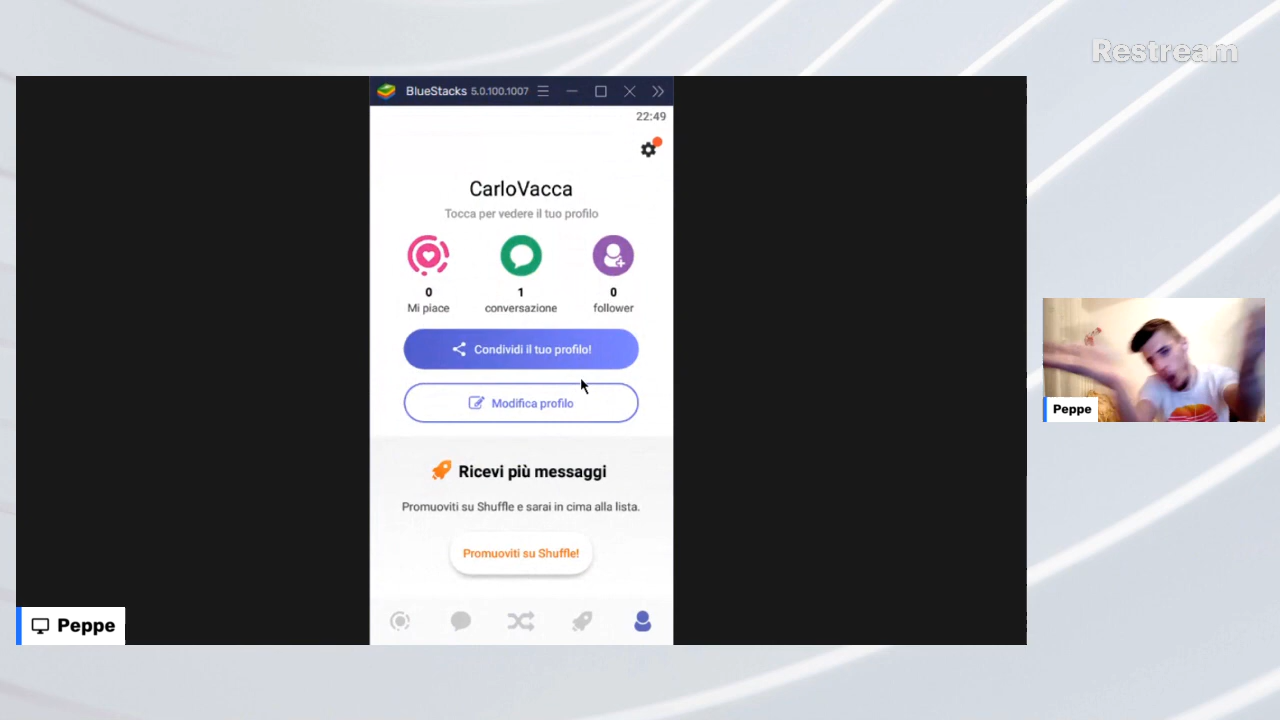 Restream
BlueStacks 5.0.100.1007
22:49
CarloVacca
Tocca per vedere il tuo profilo
0
Mi piace
1
conversazione
0
follower
Condividi il tuo profilo!
Modifica profilo
Ricevi più messaggi
Promuoviti su Shuffle e sarai in cima alla lista.
Promuoviti su Shuffle!
Peppe
Peppe